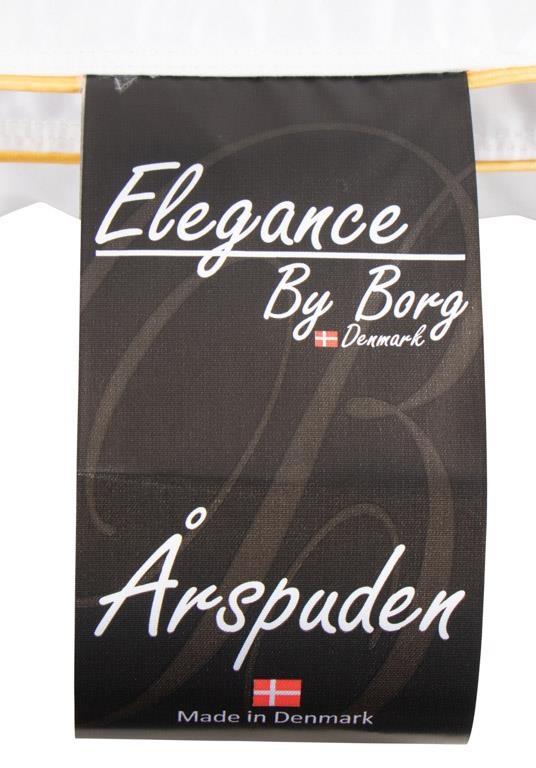 Elegance
By Borg
Denmark
Årspuden
Made in Denmark